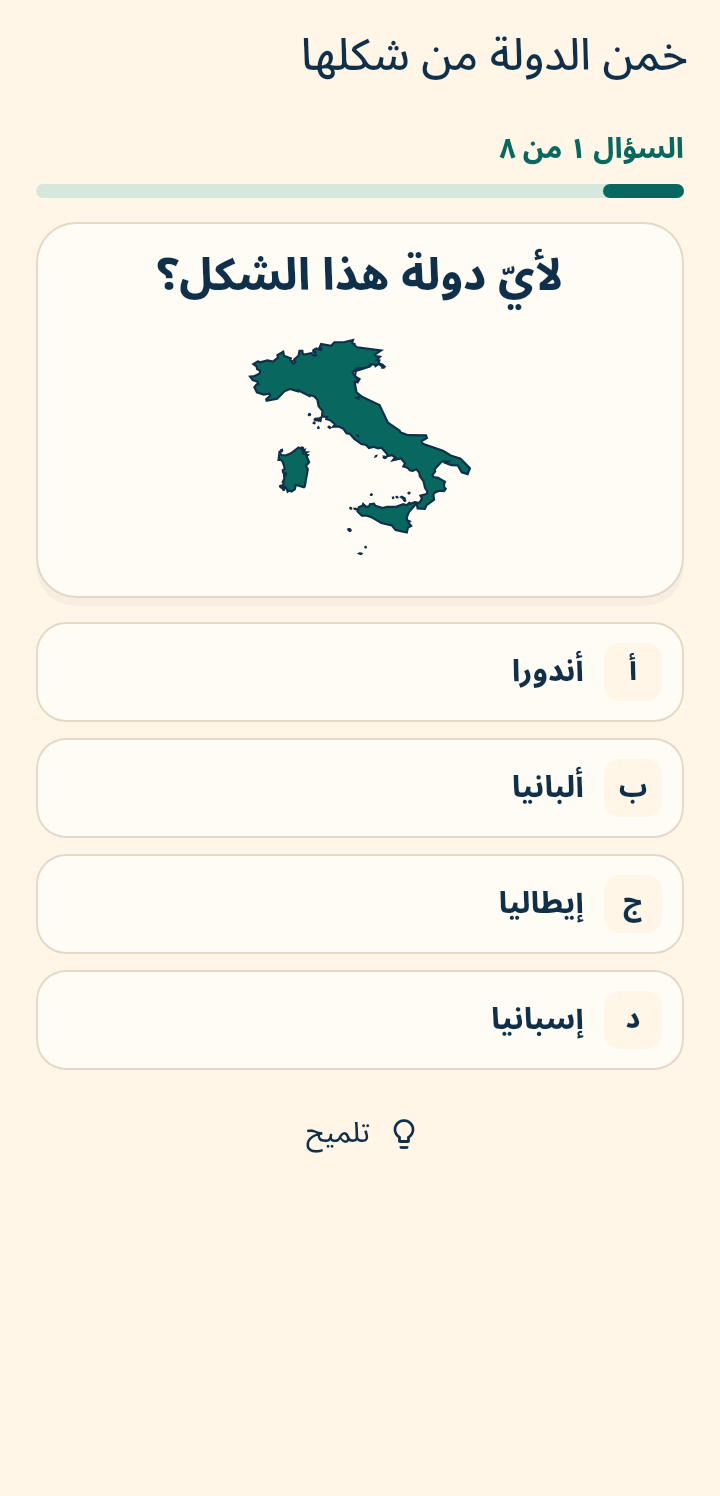 خمن الدولة من شكلها
السؤال ١ من ٨
لأيّ دولة هذا الشكل؟
أ أندورا
ب ألبانيا
ج إيطاليا
د إسبانيا
تلميح